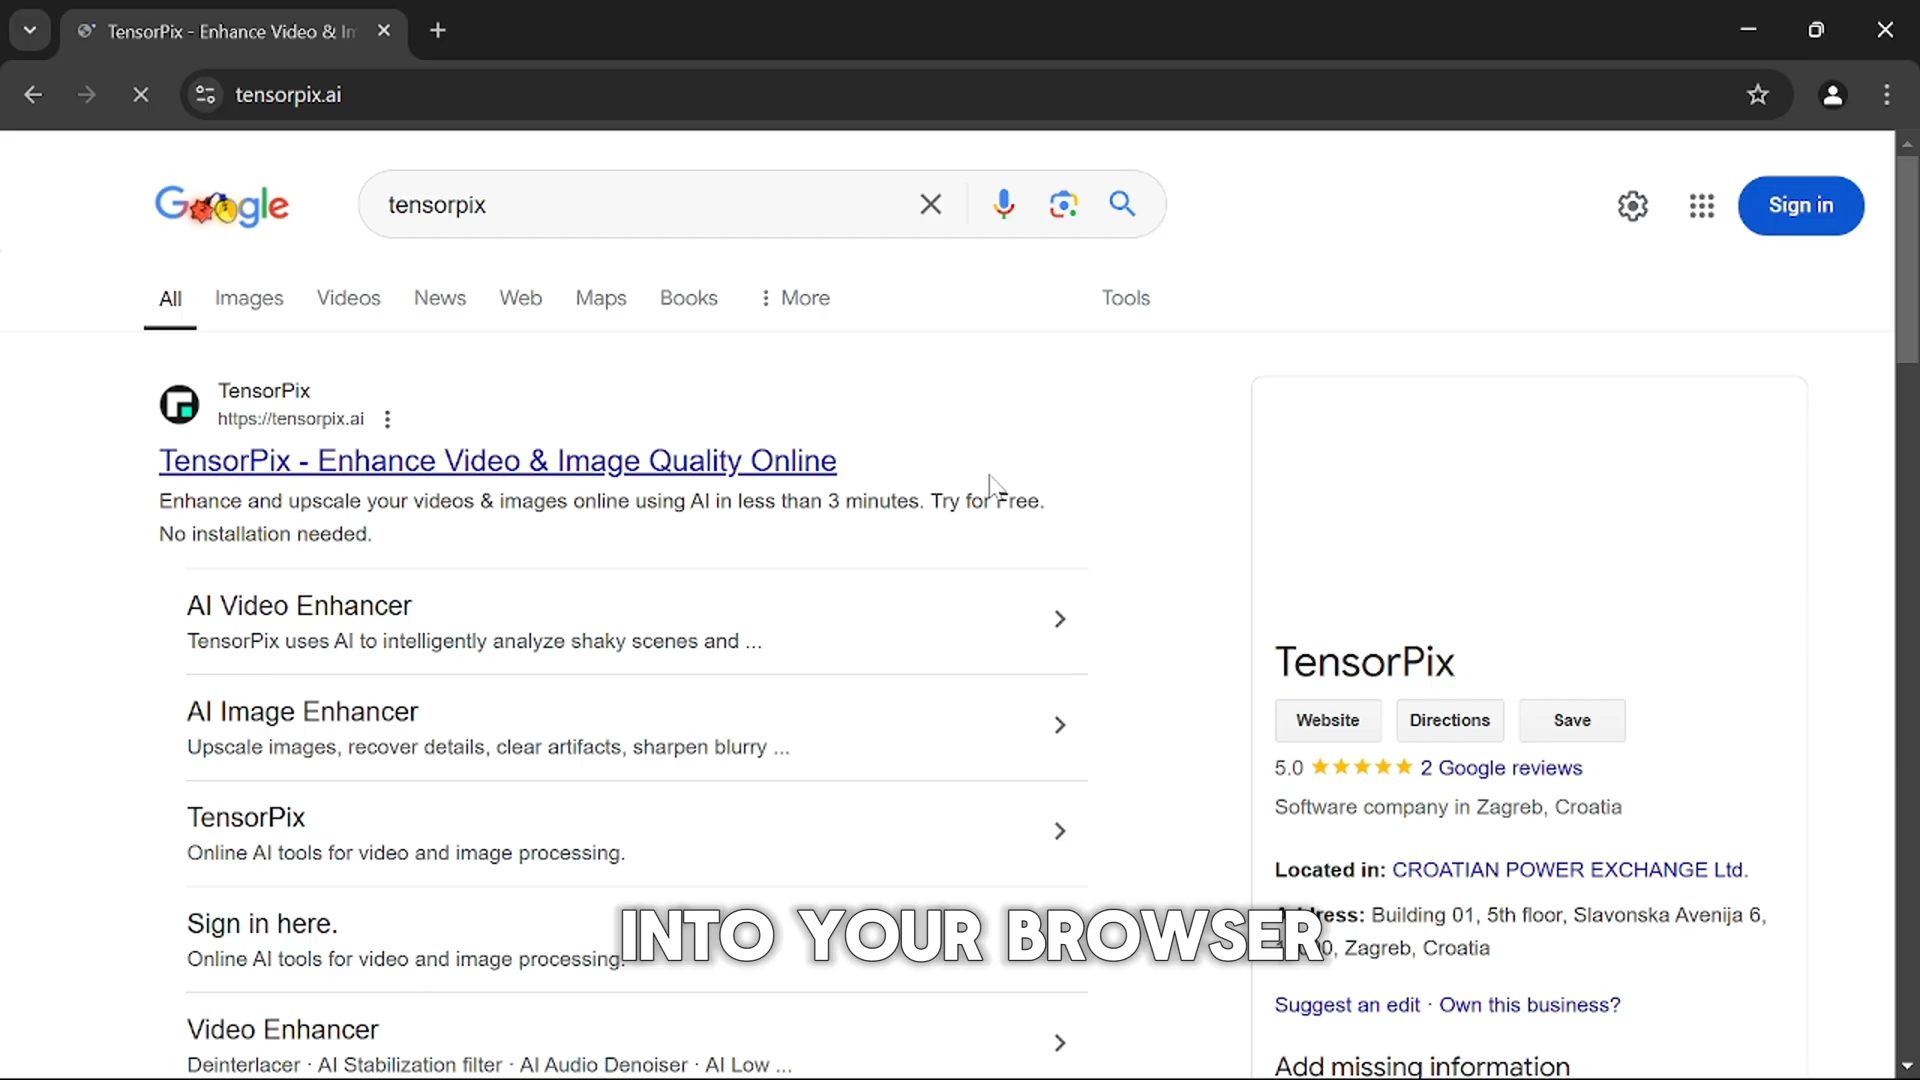 TensorPix - Enhance Video & Im
tensorpix.ai
Google
tensorpix
Sign in
All Images Videos News Web Maps Books More Tools
TensorPix
https://tensorpix.ai
TensorPix - Enhance Video & Image Quality Online
Enhance and upscale your videos & images online using AI in less than 3 minutes. Try for Free.
No installation needed.
AI Video Enhancer
TensorPix uses AI to intelligently analyze shaky scenes and ...
AI Image Enhancer
Upscale images, recover details, clear artifacts, sharpen blurry ...
TensorPix
Online AI tools for video and image processing.
Sign in here.
Online AI tools for video and image processing.
Video Enhancer
Deinterlacer · AI Stabilization filter · AI Audio Denoiser · AI Low ...
TensorPix
Website Directions Save
5.0 2 Google reviews
Software company in Zagreb, Croatia
Located in: CROATIAN POWER EXCHANGE Ltd.
Address: Building 01, 5th floor, Slavonska Avenija 6,
Zagreb, Croatia
Suggest an edit · Own this business?
Add missing information
INTO YOUR BROWSER